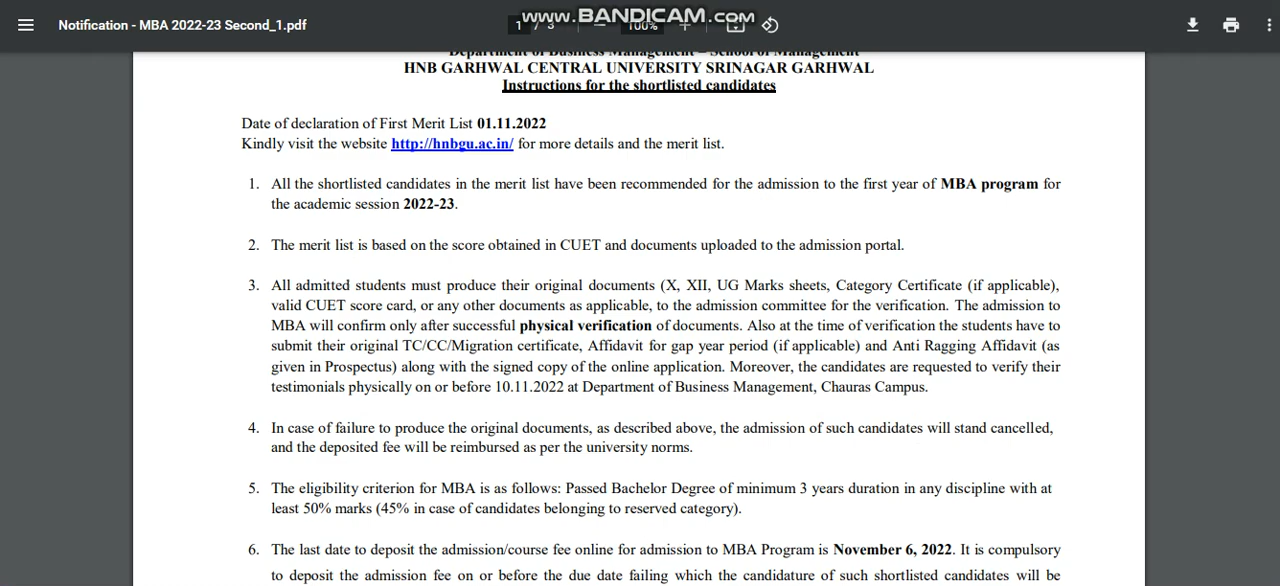 www.BANDICAM.com
Notification - MBA 2022-23 Second_1.pdf
1 / 3
100%
Department of Business Management – School of Management
HNB GARHWAL CENTRAL UNIVERSITY SRINAGAR GARHWAL
Instructions for the shortlisted candidates
Date of declaration of First Merit List 01.11.2022
Kindly visit the website http://hnbgu.ac.in/ for more details and the merit list.
1. All the shortlisted candidates in the merit list have been recommended for the admission to the first year of MBA program for
the academic session 2022-23.
2. The merit list is based on the score obtained in CUET and documents uploaded to the admission portal.
3. All admitted students must produce their original documents (X, XII, UG Marks sheets, Category Certificate (if applicable),
valid CUET score card, or any other documents as applicable, to the admission committee for the verification. The admission to
MBA will confirm only after successful physical verification of documents. Also at the time of verification the students have to
submit their original TC/CC/Migration certificate, Affidavit for gap year period (if applicable) and Anti Ragging Affidavit (as
given in Prospectus) along with the signed copy of the online application. Moreover, the candidates are requested to verify their
testimonials physically on or before 10.11.2022 at Department of Business Management, Chauras Campus.
4. In case of failure to produce the original documents, as described above, the admission of such candidates will stand cancelled,
and the deposited fee will be reimbursed as per the university norms.
5. The eligibility criterion for MBA is as follows: Passed Bachelor Degree of minimum 3 years duration in any discipline with at
least 50% marks (45% in case of candidates belonging to reserved category).
6. The last date to deposit the admission/course fee online for admission to MBA Program is November 6, 2022. It is compulsory
to deposit the admission fee on or before the due date failing which the candidature of such shortlisted candidates will be